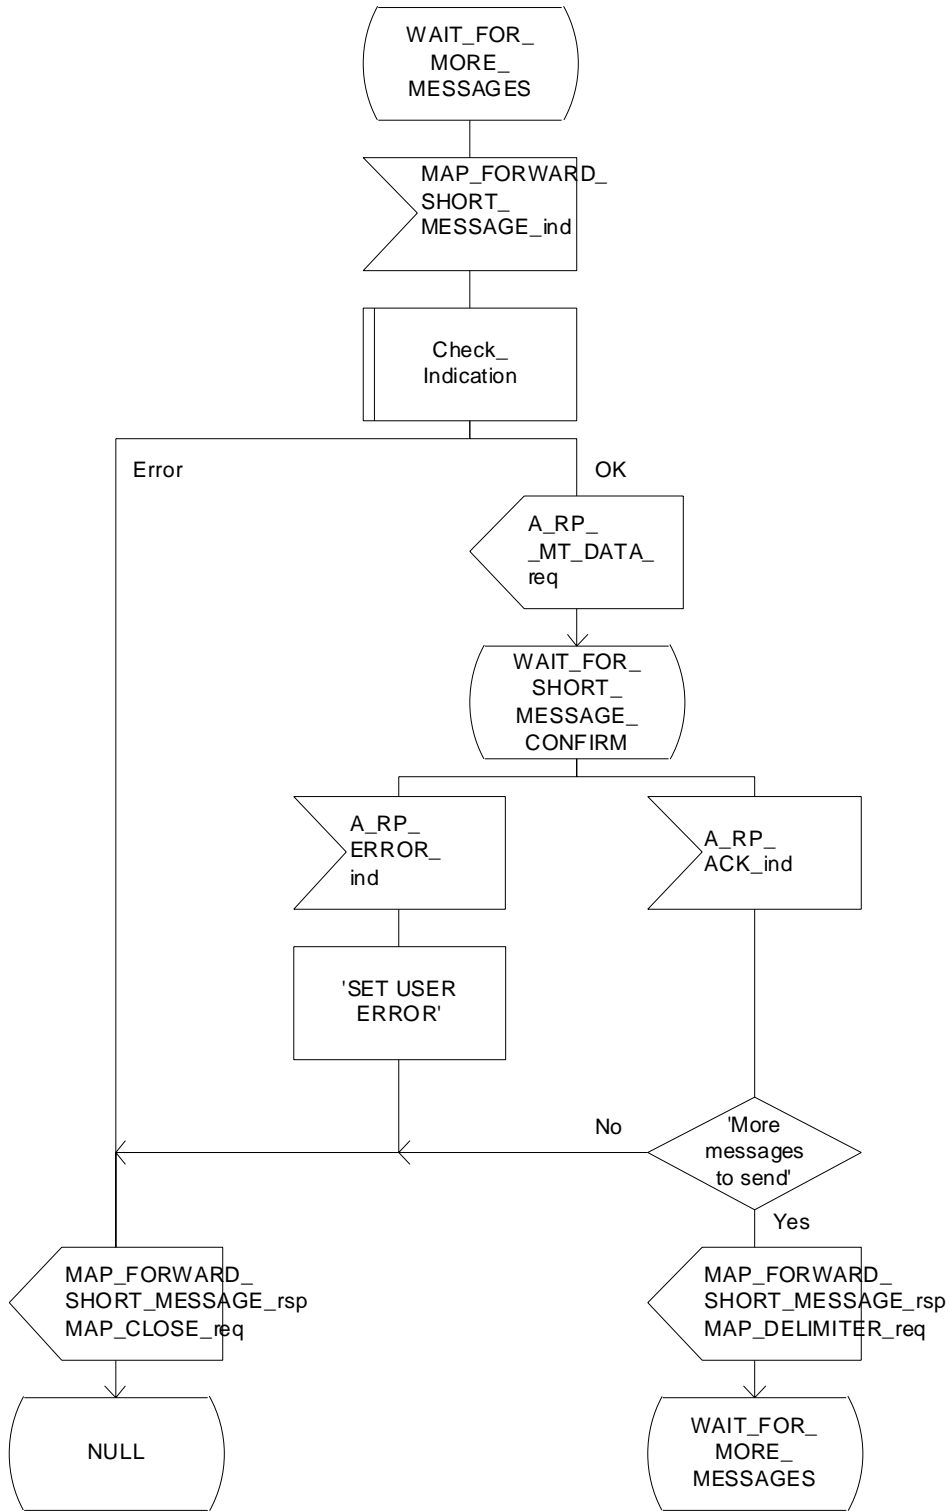 WAIT_FOR_
MORE_
MESSAGES
MAP_FORWARD_
SHORT_
MESSAGE_ind
Check_
Indication
Error
OK
A_RP_
_MT_DATA_
req
WAIT_FOR_
SHORT_
MESSAGE_
CONFIRM
A_RP_
ERROR_
ind
A_RP_
ACK_ind
'SET USER
ERROR'
No
'More
messages
to send'
Yes
MAP_FORWARD_
SHORT_MESSAGE_rsp
MAP_CLOSE_req
MAP_FORWARD_
SHORT_MESSAGE_rsp
MAP_DELIMITER_req
NULL
WAIT_FOR_
MORE_
MESSAGES